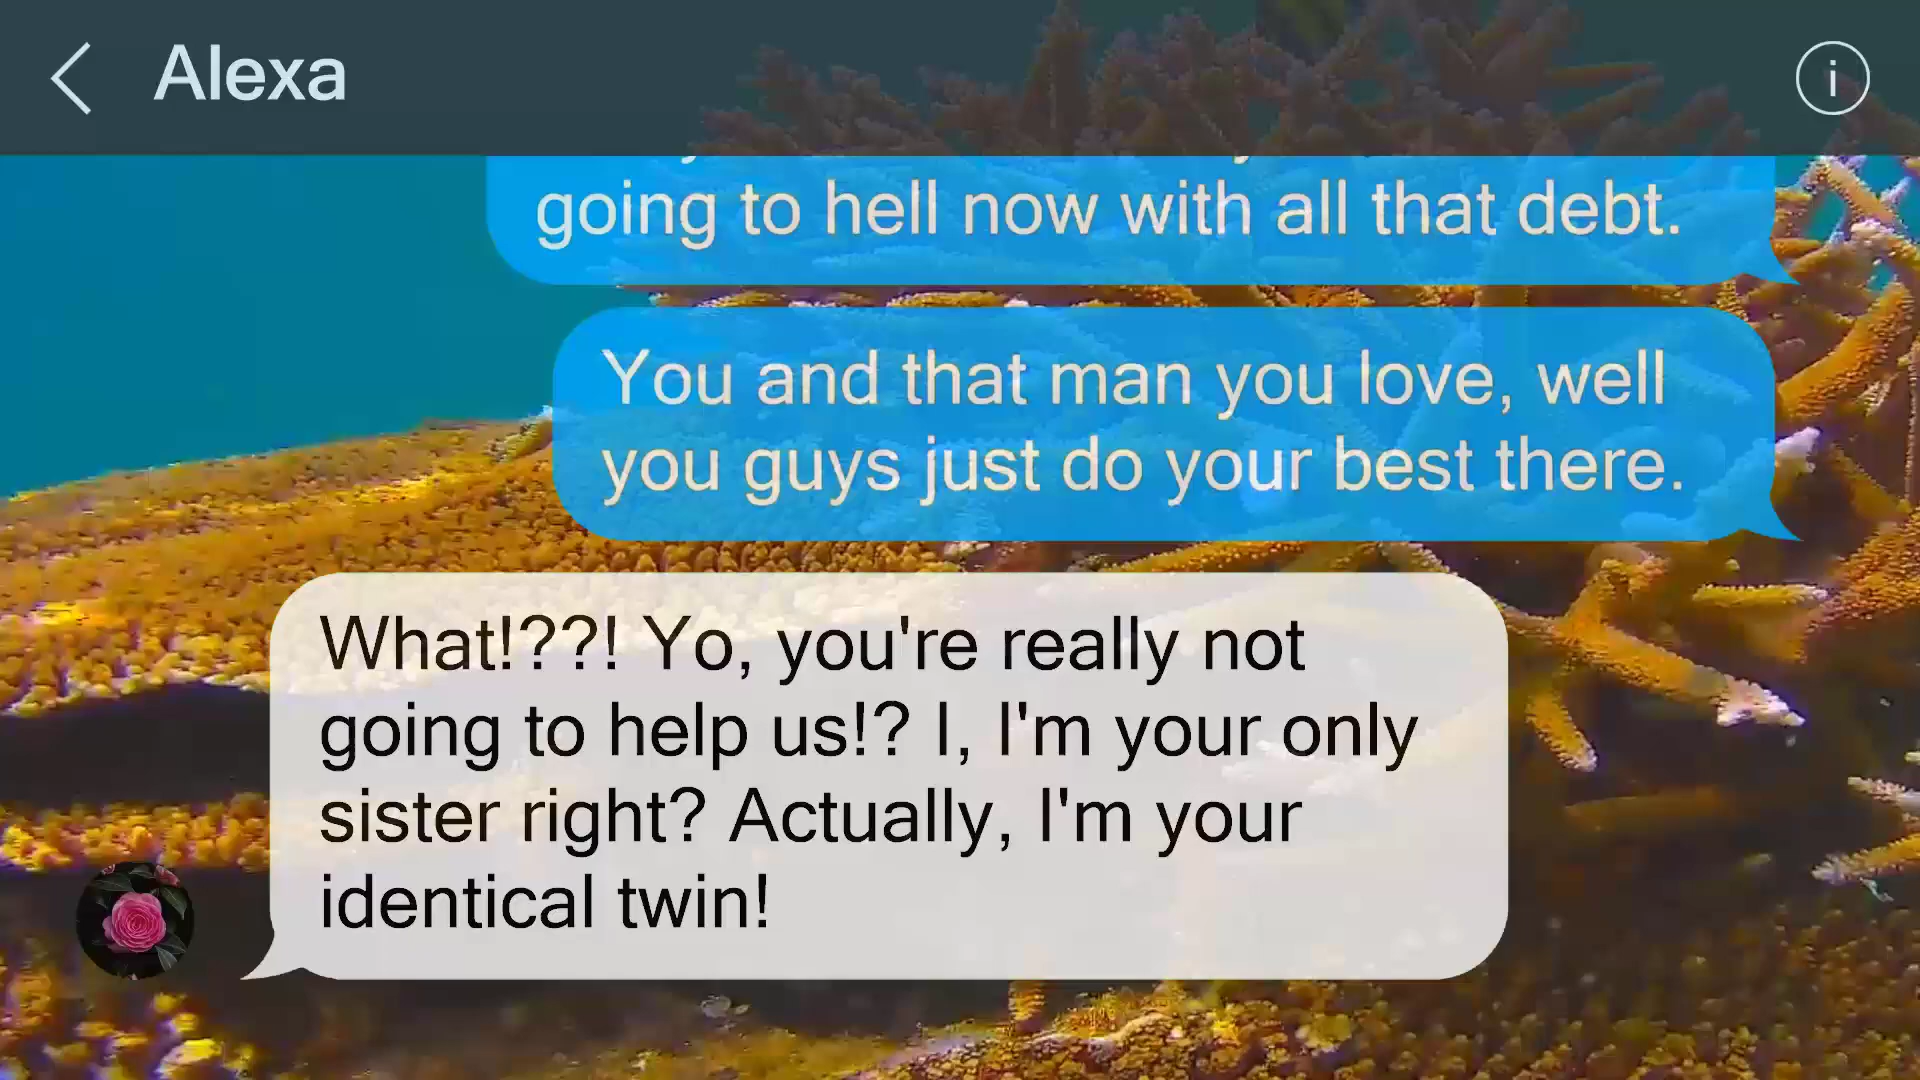 Alexa
going to hell now with all that debt.
You and that man you love, well
you guys just do your best there.
What!??! Yo, you're really not
going to help us!? I, I'm your only
sister right? Actually, I'm your
identical twin!